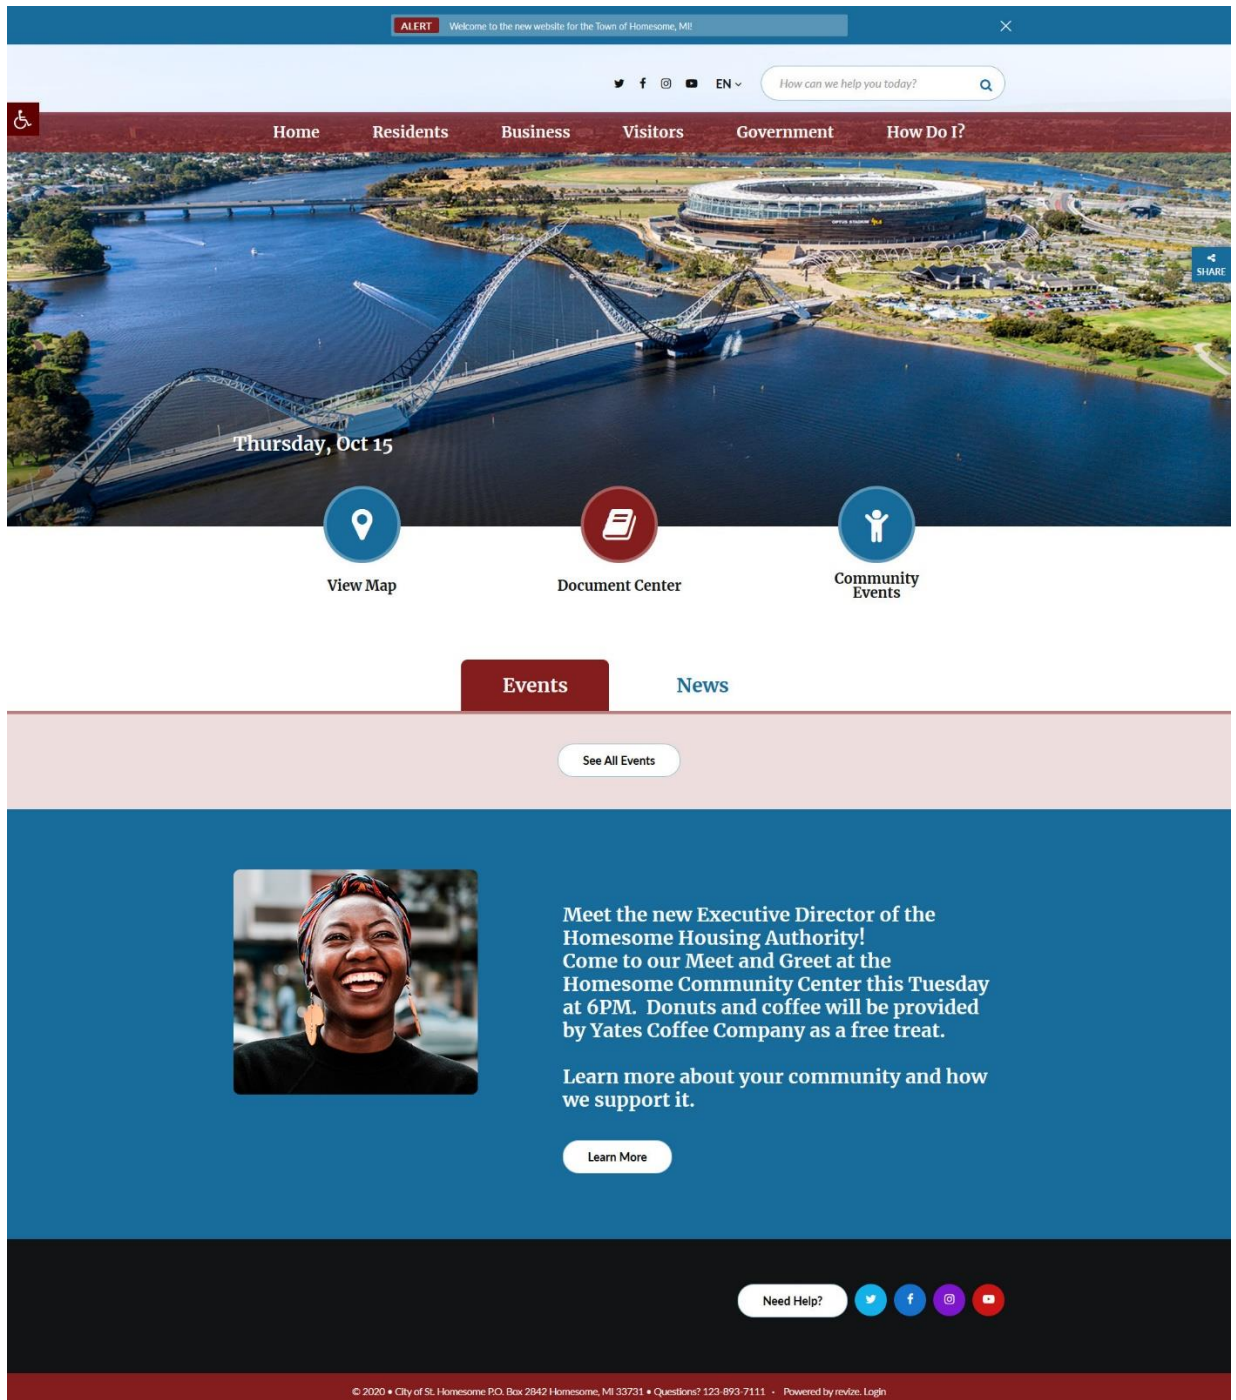 ALERT Welcome to the new website for the Town of Homesome, MI!
EN
How can we help you today?
Home Residents Business Visitors Government How Do I?
OPTUS STADIUM
SHARE
Thursday, Oct 15
View Map
Document Center
Community
Events
Events News
See All Events
Meet the new Executive Director of the
Homesome Housing Authority!
Come to our Meet and Greet at the
Homesome Community Center this Tuesday
at 6PM.  Donuts and coffee will be provided
by Yates Coffee Company as a free treat.
Learn more about your community and how
we support it.
Learn More
Need Help?
© 2020 • City of St. Homesome P.O. Box 2842 Homesome, MI 33731 • Questions? 123-893-7111 • Powered by revize. Login